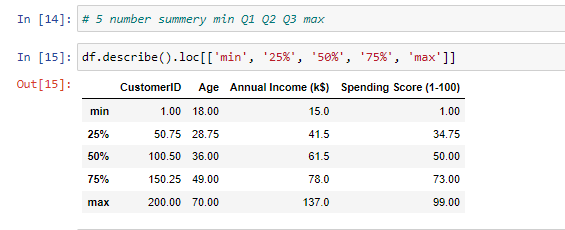 In [14]: # 5 number summery min Q1 Q2 Q3 max
In [15]: df.describe().loc[['min', '25%', '50%', '75%', 'max']]
Out[15]:
CustomerID Age Annual Income (k$) Spending Score (1-100)
min 1.00 18.00 15.0 1.00
25% 50.75 28.75 41.5 34.75
50% 100.50 36.00 61.5 50.00
75% 150.25 49.00 78.0 73.00
max 200.00 70.00 137.0 99.00